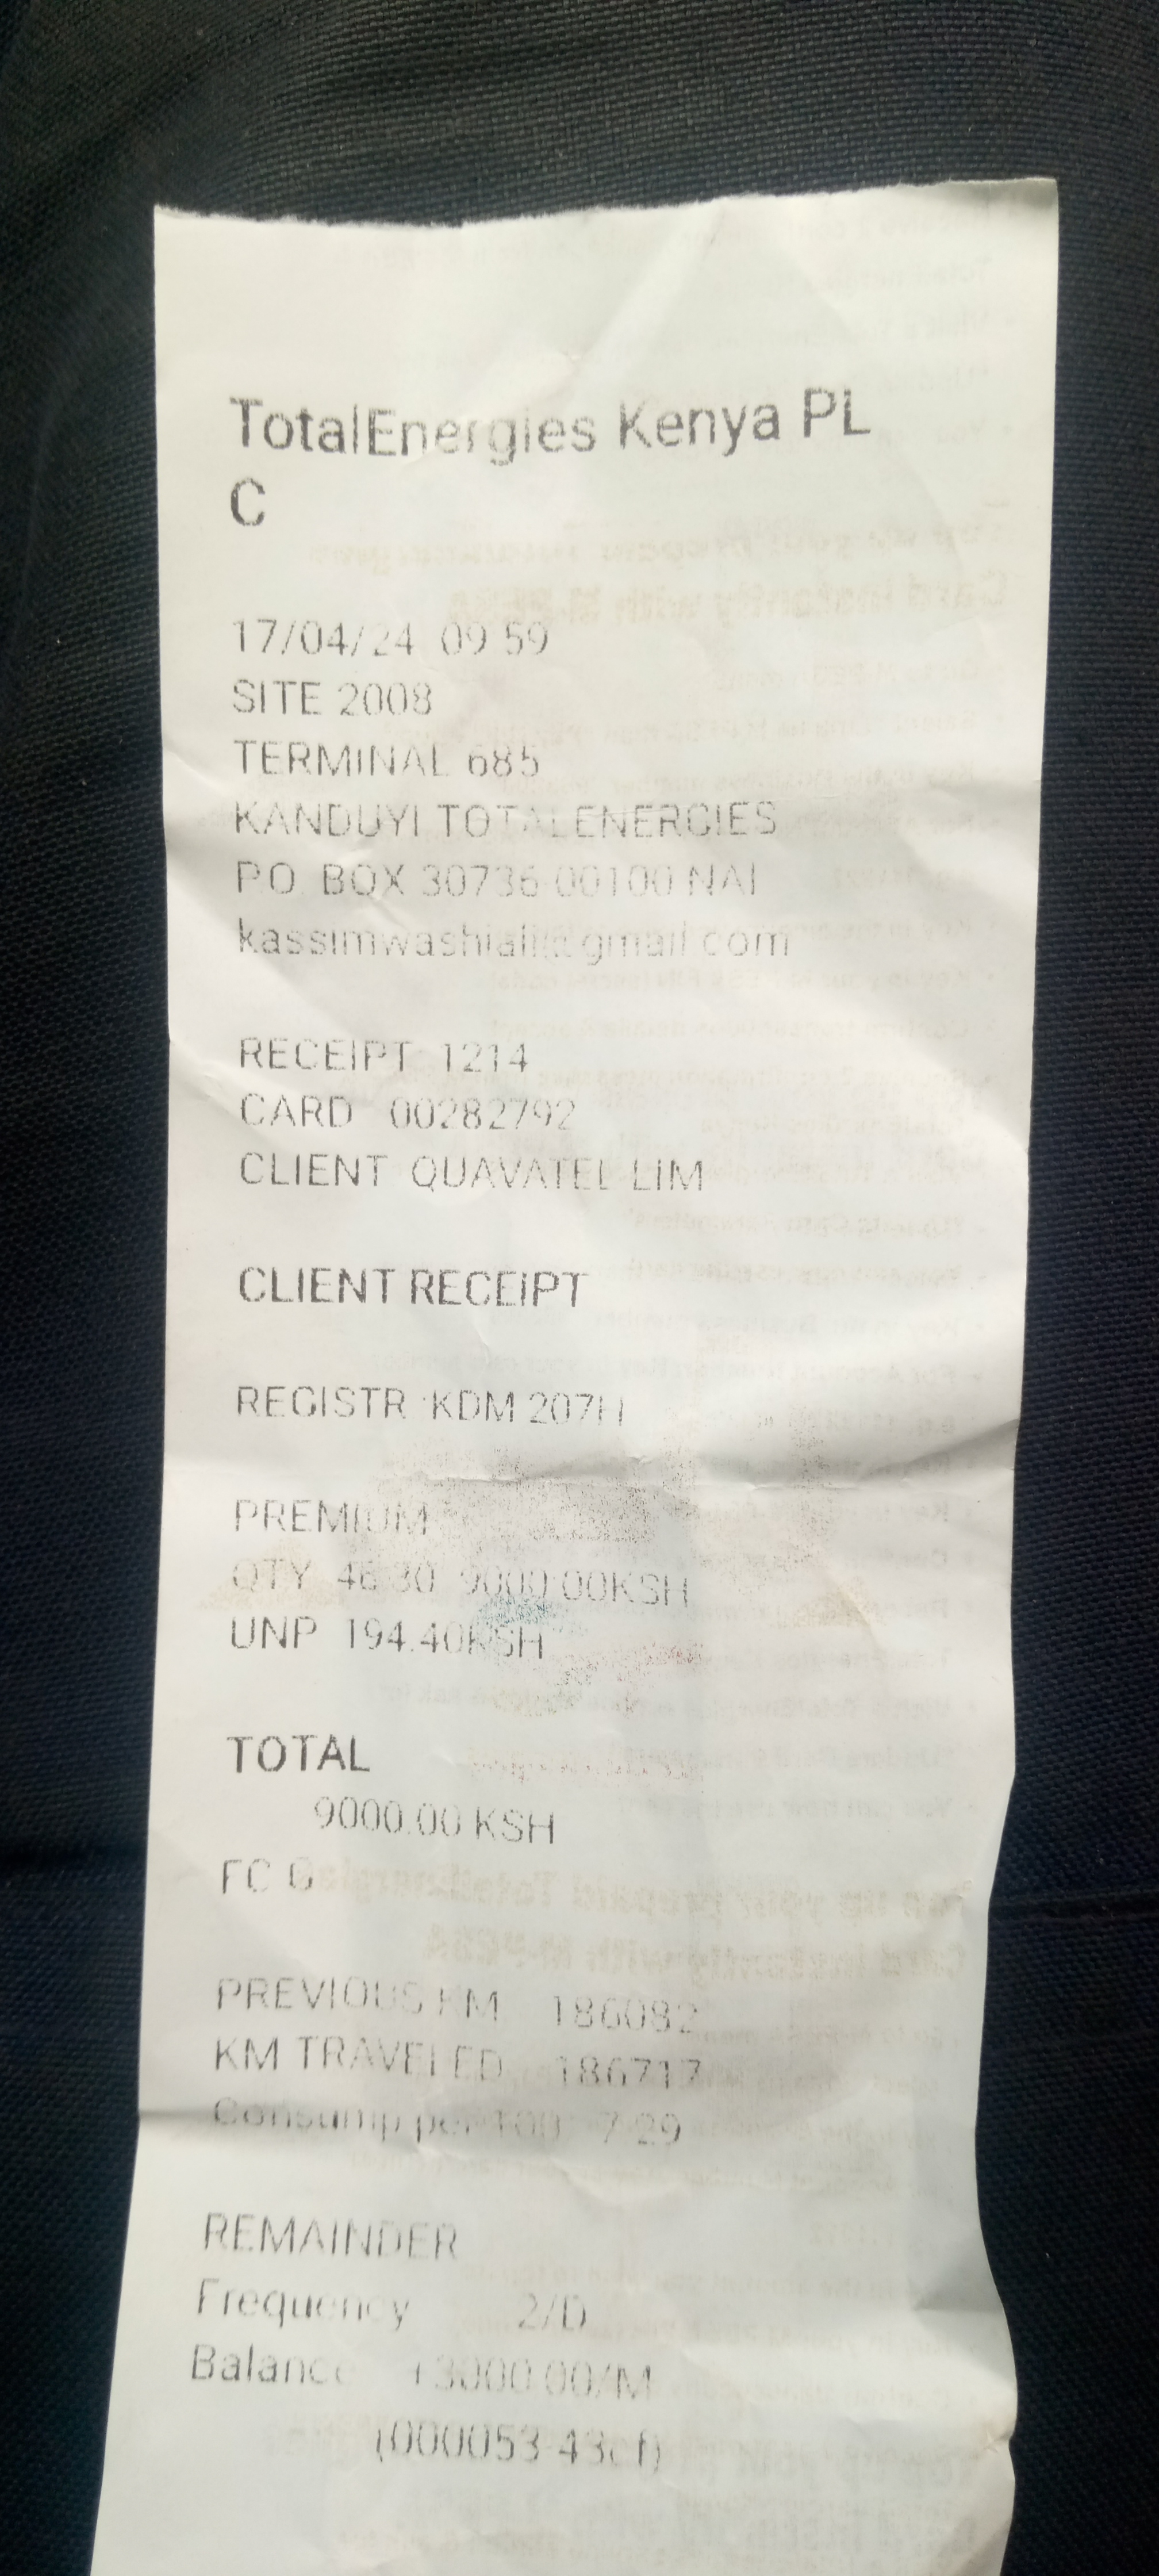 TotalEnergies Kenya PL
C
17/04/24 09:59
SITE 2008
TERMINAL 685
KANDUYI TOTALENERGIES
P.O. BOX 30736-00100 NAI
RECEIPT 1214
CARD 00282792
CLIENT QUAVATEL LIM
CLIENT RECEIPT
REGISTR :KDM 207H
PREMIUM
QTY 46.30 9000.00KSH
UNP 194.40KSH
TOTAL
9000.00 KSH
FC
PREVIOUS KM 186082
KM TRAVELED 186717
Consump per 100 7.29
REMAINDER
Frequency 2/D
Balance